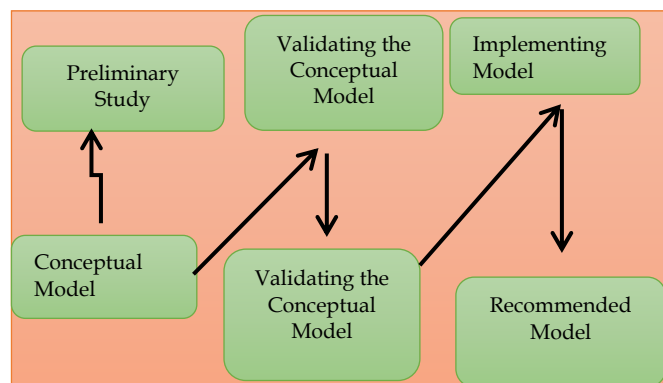 Preliminary
Study
Validating the
Conceptual
Model
Implementing
Model
Conceptual
Model
Validating the
Conceptual
Model
Recommended
Model